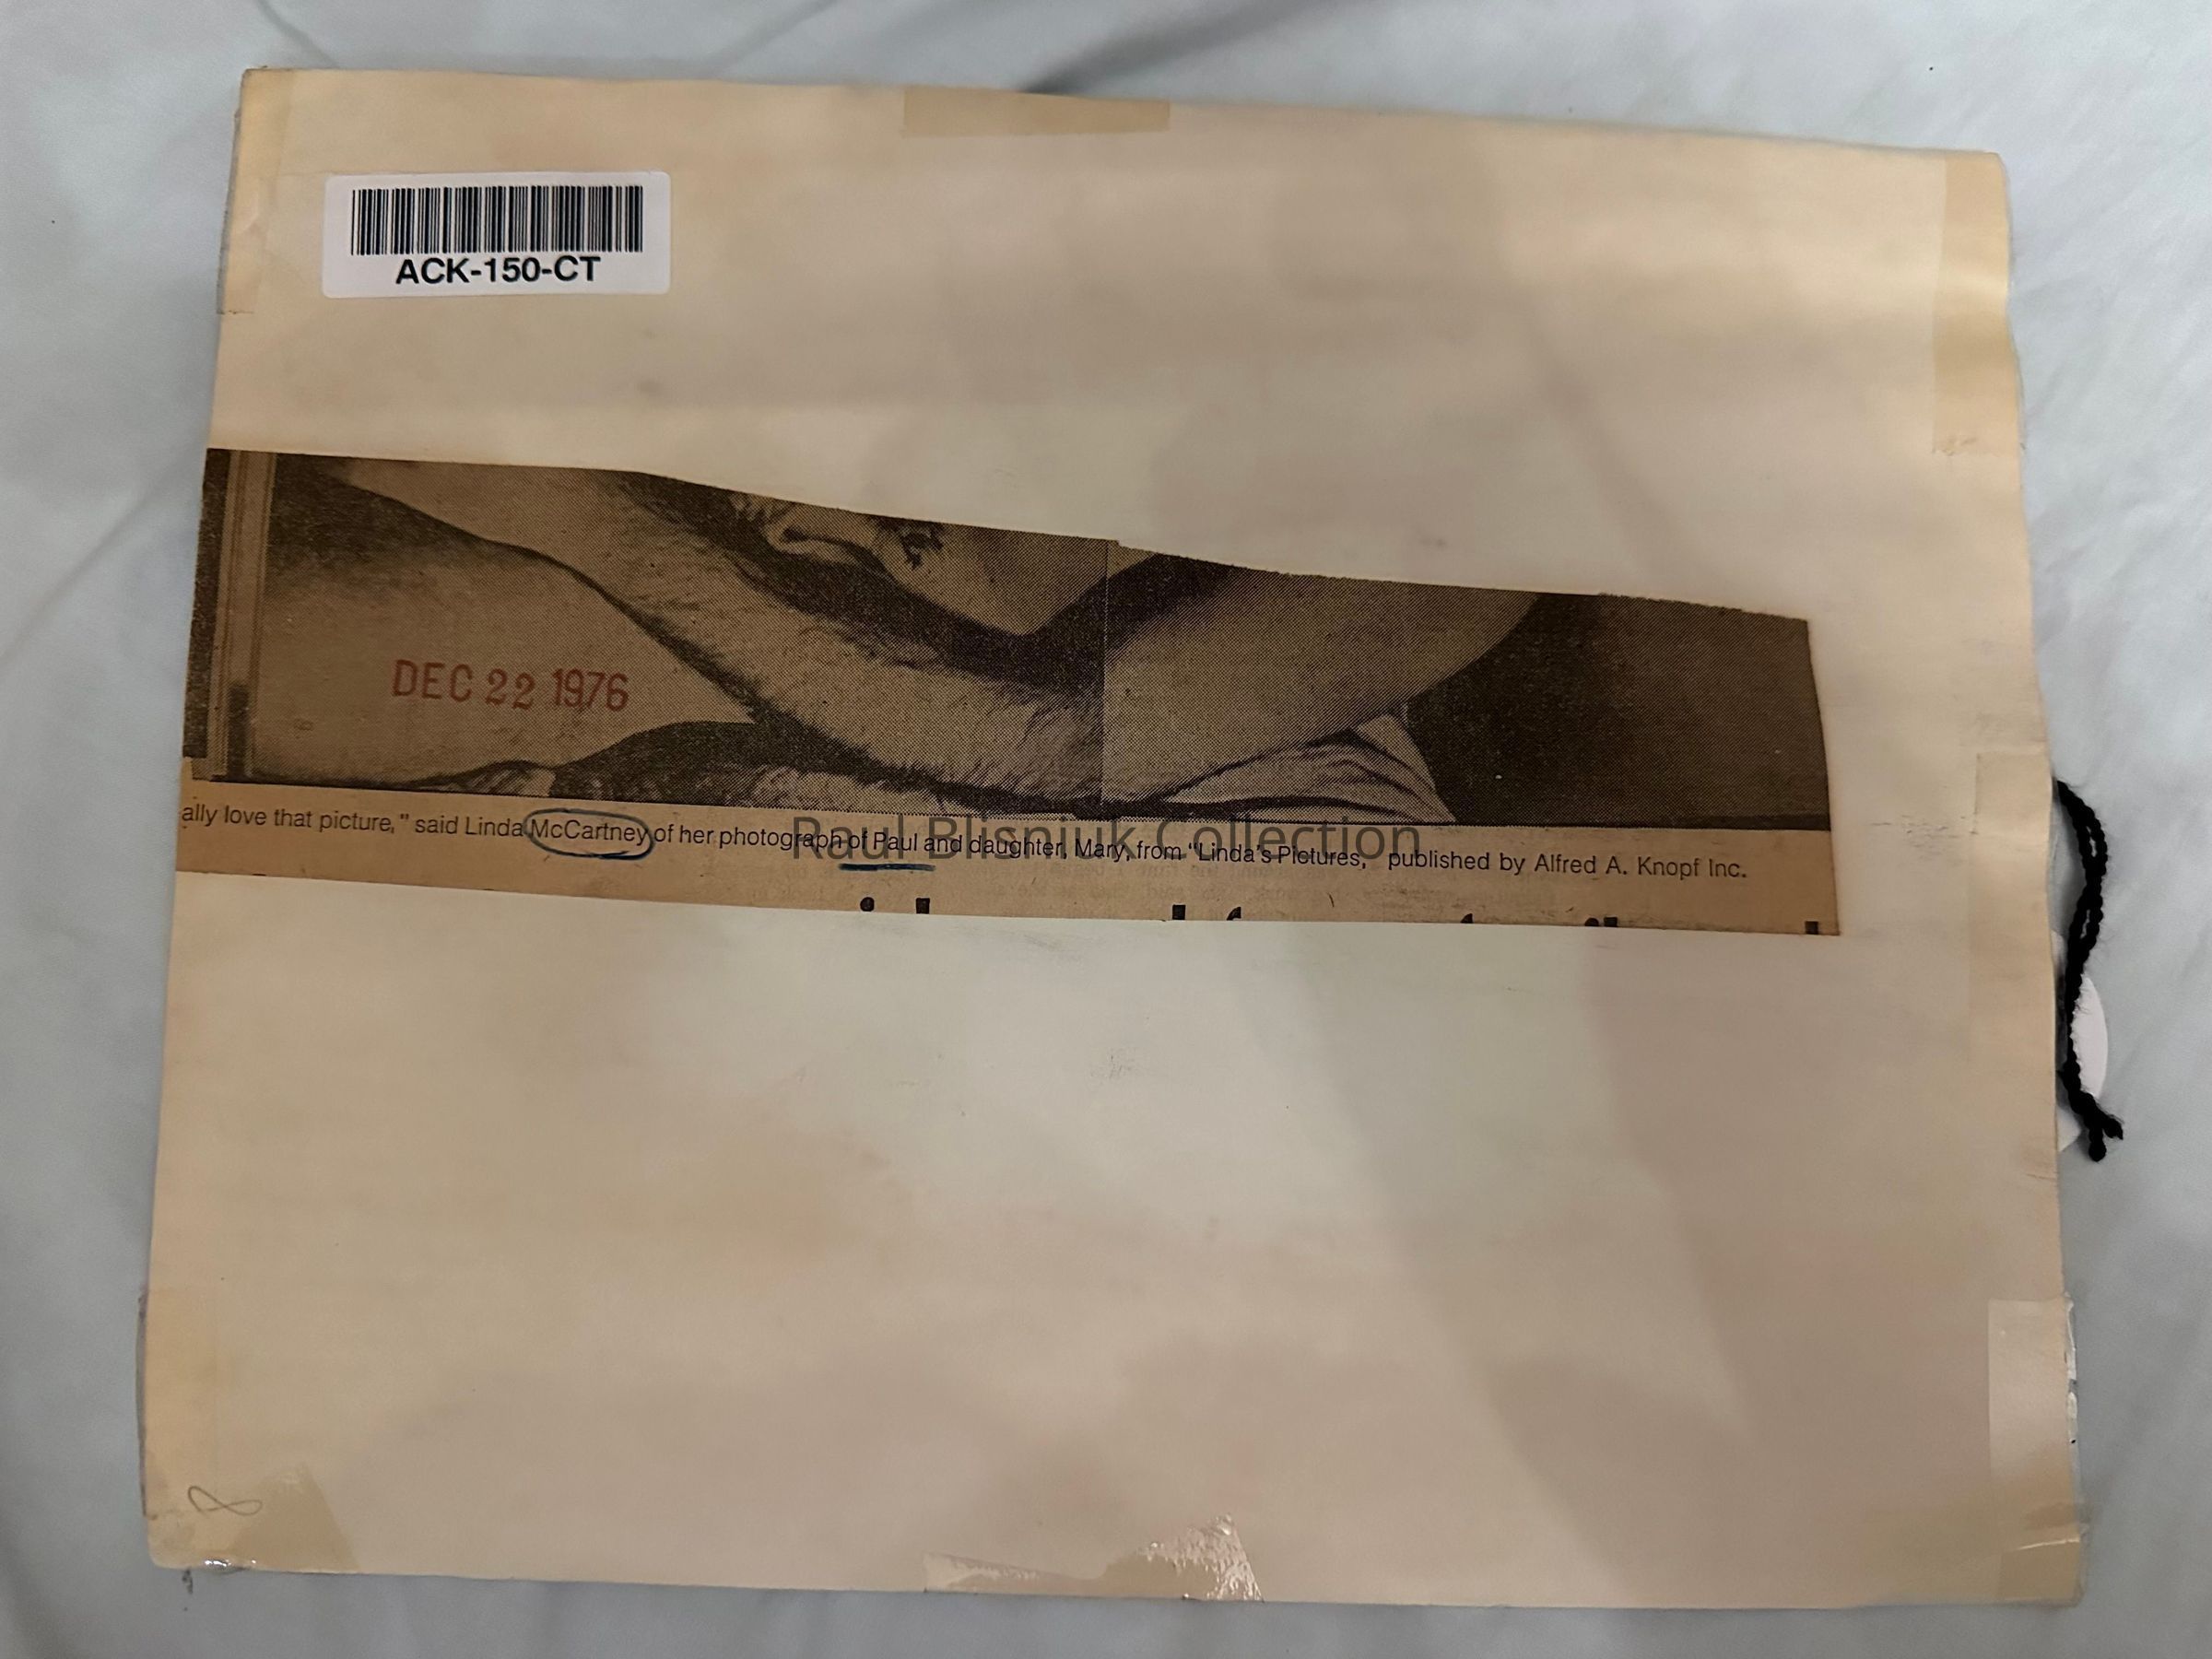 ACK-150-CT
DEC 22 1976
ally love that picture," said Linda McCartney of her photograph of Paul and daughter, Mary, from "Linda's Pictures, published by Alfred A. Knopf Inc.
Raul Blisniuk Collection
8